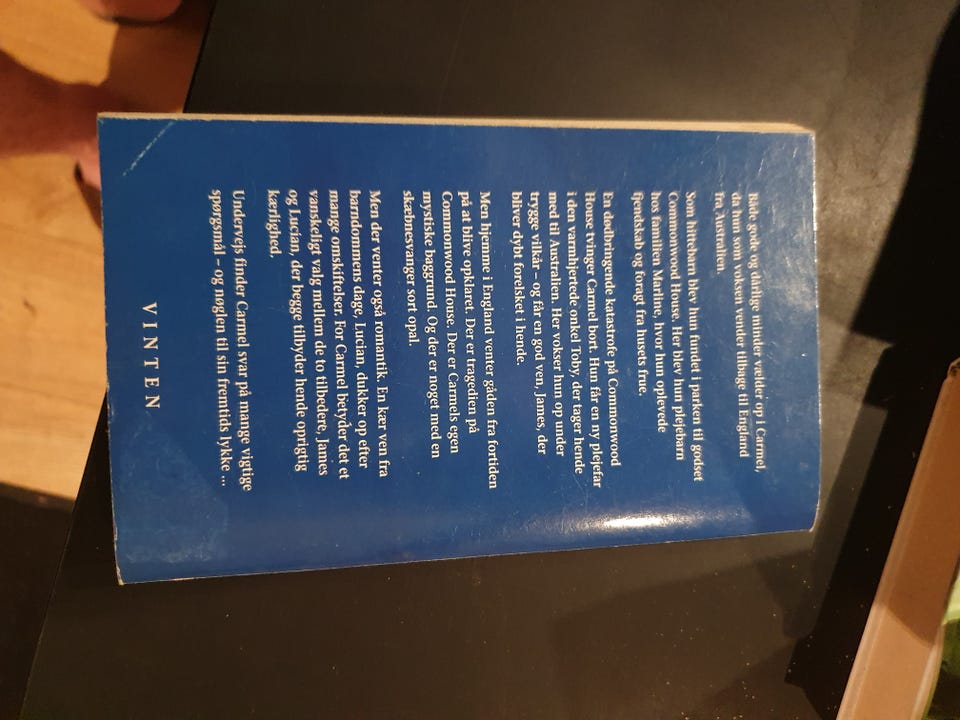 Både gode og dårlige minder vælder op i Carmel,
da hun som voksen vender tilbage til England
fra Australien.
Som hittebarn blev hun fundet i parken til godset
Commonwood House. Her blev hun plejebarn
hos familien Marline, hvor hun oplevede
fjendskab og foragt fra husets frue.
En dødbringende katastrofe på Commonwood
House tvinger Carmel bort. Hun får en ny plejefar
i den varmhjertede onkel Toby, der tager hende
med til Australien. Her vokser hun op under
trygge vilkår – og får en god ven, James, der
bliver dybt forelsket i hende.
Men hjemme i England venter gåden fra fortiden
på at blive opklaret. Der er tragedien på
Commonwood House. Der er Carmels egen
mystiske baggrund. Og der er noget med en
skæbnesvanger sort opal.
Men der venter også romantik. En kær ven fra
barndommens dage, Lucian, dukker op efter
mange omskiftelser. For Carmel betyder det et
vanskeligt valg mellem de to tilbedere, James
og Lucian, der begge tilbyder hende oprigtig
kærlighed.
Undervejs finder Carmel svar på mange vigtige
spørgsmål – og nøglen til sin fremtids lykke ...
VINTEN